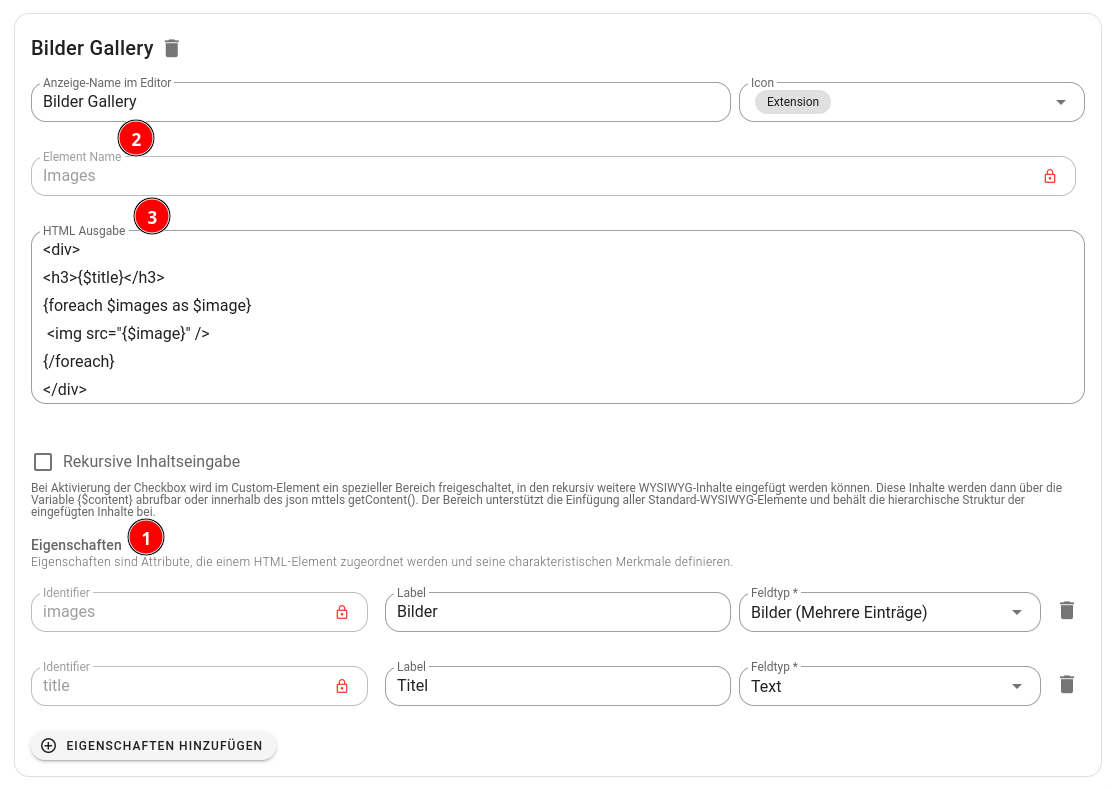 Bilder Gallery
Anzeige-Name im Editor
Bilder Gallery
Icon
Extension
2
Element Name
Images
3
HTML Ausgabe
<div>
<h3>{$title}</h3>
{foreach $images as $image}
<img src="{$image}" />
{/foreach}
</div>
Rekursive Inhaltseingabe
Bei Aktivierung der Checkbox wird im Custom-Element ein spezieller Bereich freigeschaltet, in den rekursiv weitere WYSIWYG-Inhalte eingefügt werden können. Diese Inhalte werden dann über die
Variable {$content} abrufbar oder innerhalb des json mttels getContent(). Der Bereich unterstützt die Einfügung aller Standard-WYSIWYG-Elemente und behält die hierarchische Struktur der
eingefügten Inhalte bei.
1
Eigenschaften
Eigenschaften sind Attribute, die einem HTML-Element zugeordnet werden und seine charakteristischen Merkmale definieren.
Identifier
images
Label
Bilder
Feldtyp *
Bilder (Mehrere Einträge)
Identifier
title
Label
Titel
Feldtyp *
Text
EIGENSCHAFTEN HINZUFÜGEN